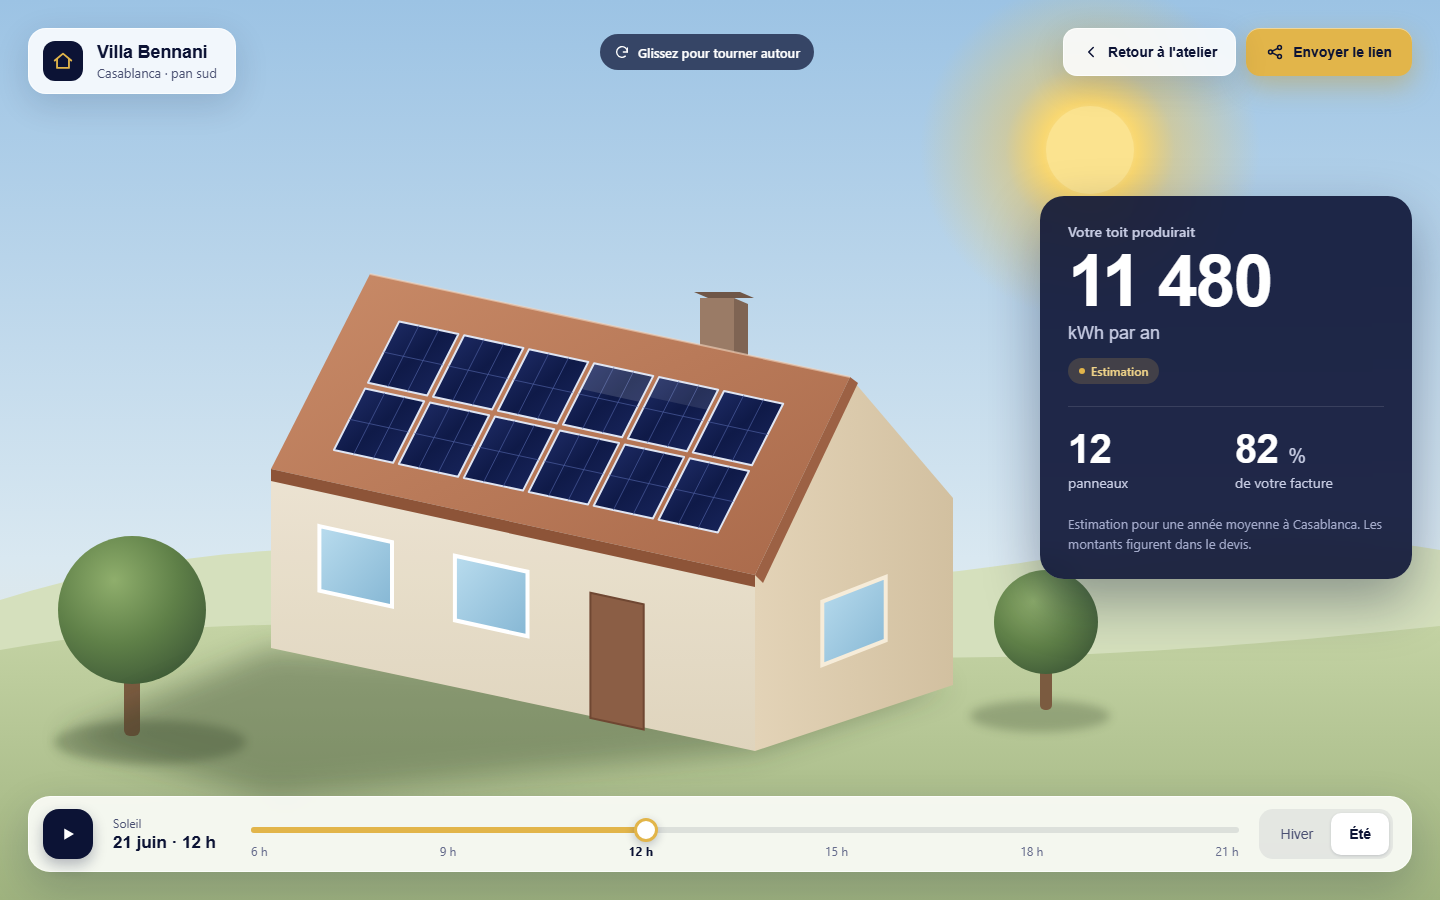 Villa Bennani
Casablanca · pan sud
Glissez pour tourner autour
Retour à l'atelier
Envoyer le lien
Votre toit produirait
11 480
kWh par an
Estimation
12
panneaux
82 %
de votre facture
Estimation pour une année moyenne à Casablanca. Les
montants figurent dans le devis.
Soleil
21 juin · 12 h
6 h
9 h
12 h
15 h
18 h
21 h
Hiver
Été